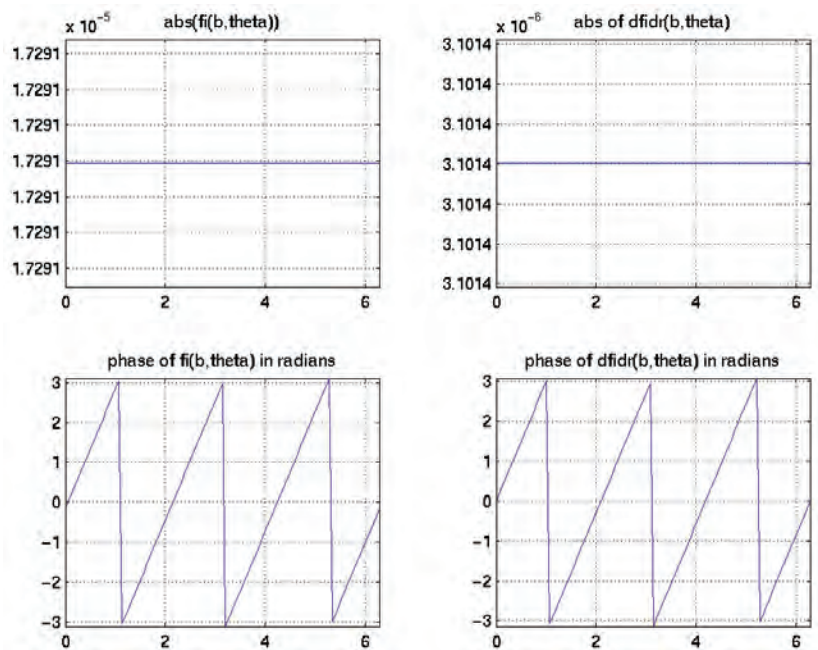 x 10⁻⁵
abs(fi(b,theta))
1.7291
1.7291
1.7291
1.7291
1.7291
1.7291
1.7291
0 2 4 6
x 10⁻⁶
abs of dfidr(b,theta)
3.1014
3.1014
3.1014
3.1014
3.1014
3.1014
3.1014
0 2 4 6
phase of fi(b,theta) in radians
3
2
1
0
−1
−2
−3
0 2 4 6
phase of dfidr(b,theta) in radians
3
2
1
0
−1
−2
−3
0 2 4 6